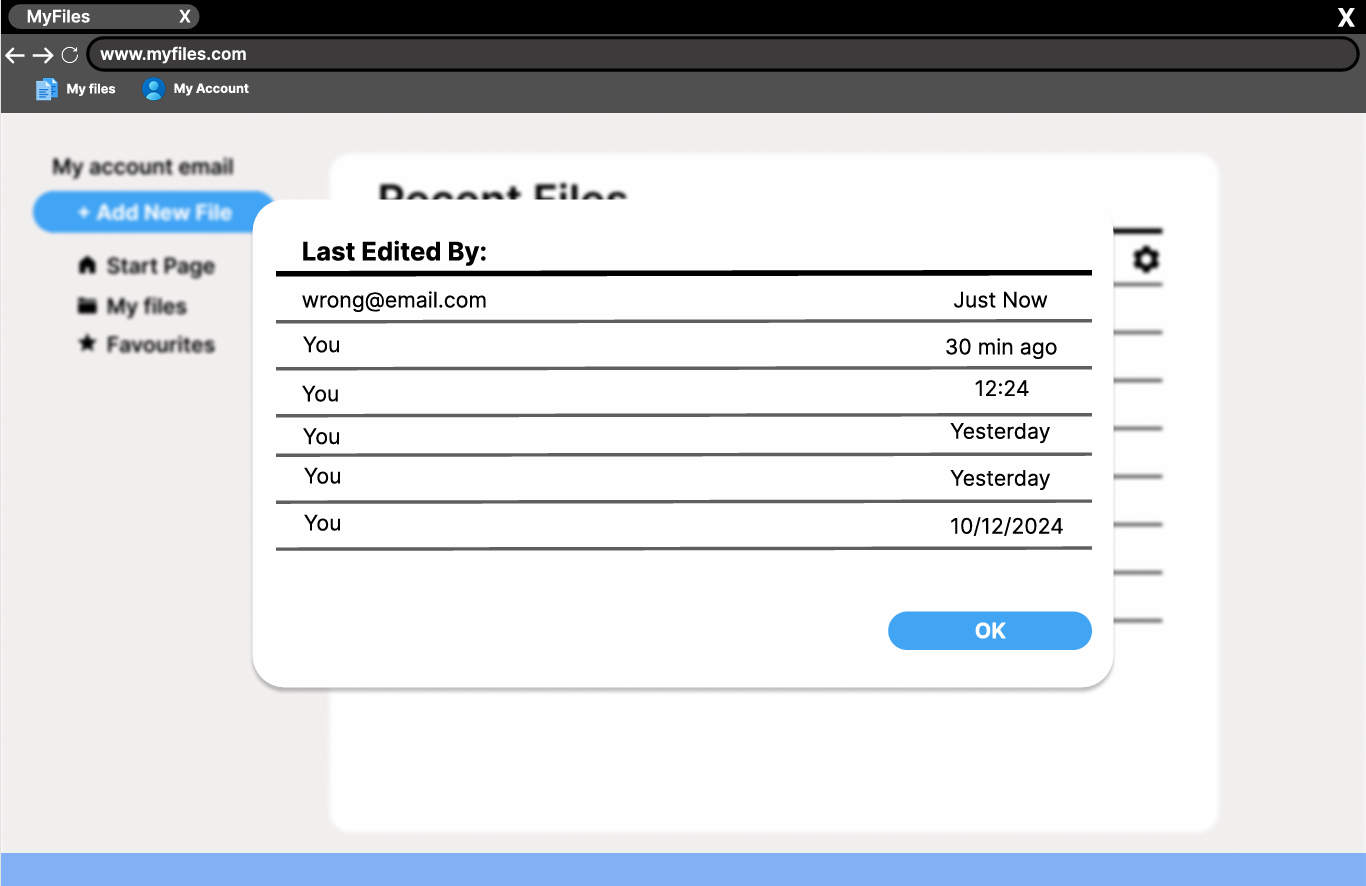 MyFiles X X
www.myfiles.com
My files My Account
My account email
+ Add New File
Start Page
My files
Favourites
Recent Files
Last Edited By:
wrong@email.com Just Now
You 30 min ago
You 12:24
You Yesterday
You Yesterday
You 10/12/2024
OK